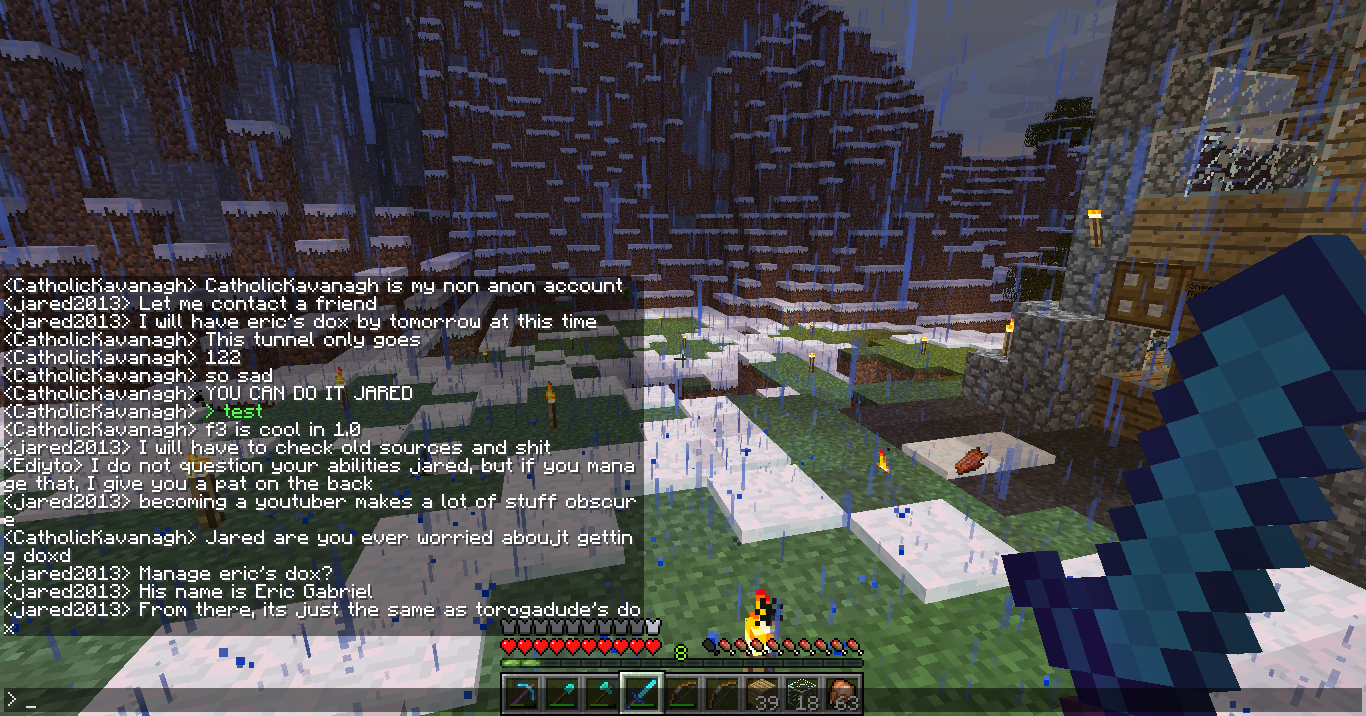 <CatholicKavanagh> CatholicKavanagh is my non anon account
<jared2013> Let me contact a friend
<jared2013> I will have eric's dox by tomorrow at this time
<CatholicKavanagh> This tunnel only goes
<CatholicKavanagh> 122
<CatholicKavanagh> so sad
<CatholicKavanagh> YOU CAN DO IT JARED
<CatholicKavanagh> > test
<CatholicKavanagh> f3 is cool in 1.0
<jared2013> I will have to check old sources and shit
<Ediyto> I do not question your abilities jared, but if you mana
ge that, I give you a pat on the back
<jared2013> becoming a youtuber makes a lot of stuff obscur
e
<CatholicKavanagh> Jared are you ever worried abou,jt gettin
g doxd
<jared2013> Manage eric's dox?
<jared2013> His name is Eric Gabriel
<jared2013> From there, its just the same as torogadude's do
x
8
39 18 63
> _